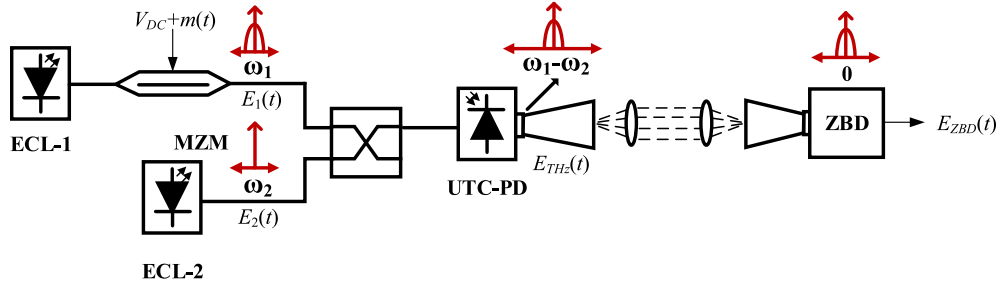 V_DC+m(t)
ω₁
ω₁-ω₂
0
E₁(t)
ECL-1
MZM
ZBD
E_ZBD(t)
E_THz(t)
UTC-PD
ω₂
E₂(t)
ECL-2